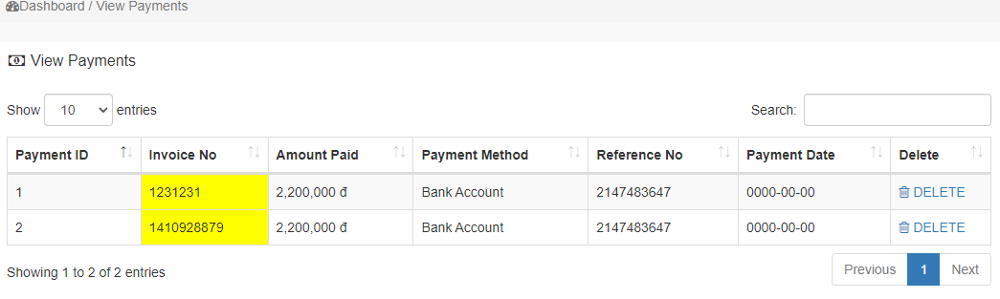 Dashboard / View Payments
View Payments
Show 10 entries Search:
Payment ID Invoice No Amount Paid Payment Method Reference No Payment Date Delete
1 1231231 2,200,000 đ Bank Account 2147483647 0000-00-00 DELETE
2 1410928879 2,200,000 đ Bank Account 2147483647 0000-00-00 DELETE
Showing 1 to 2 of 2 entries Previous 1 Next